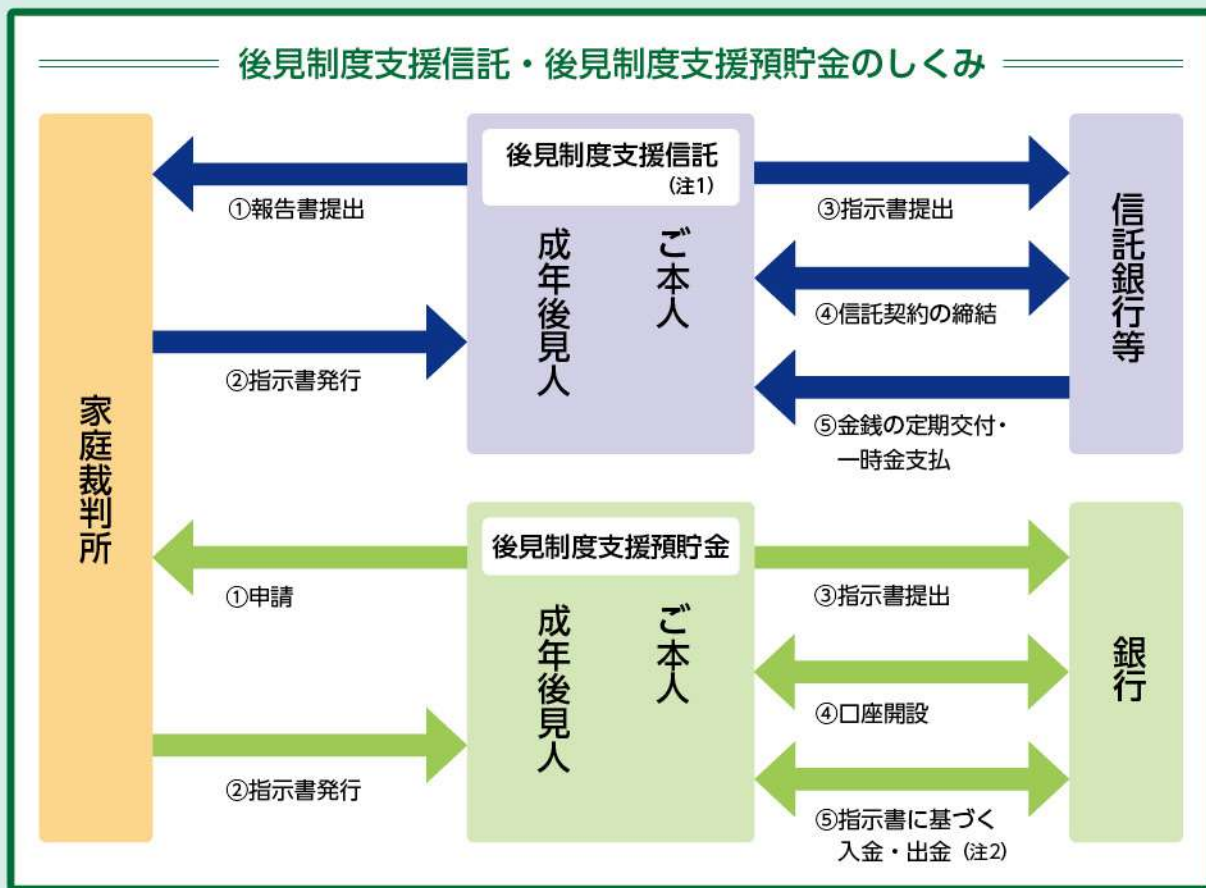 後見制度支援信託・後見制度支援預貯金のしくみ
家庭裁判所
後見制度支援信託
(注1)
成年後見人
ご本人
信託銀行等
①報告書提出
②指示書発行
③指示書提出
④信託契約の締結
⑤金銭の定期交付・
一時金支払
後見制度支援預貯金
成年後見人
ご本人
銀行
①申請
②指示書発行
③指示書提出
④口座開設
⑤指示書に基づく
入金・出金 (注2)